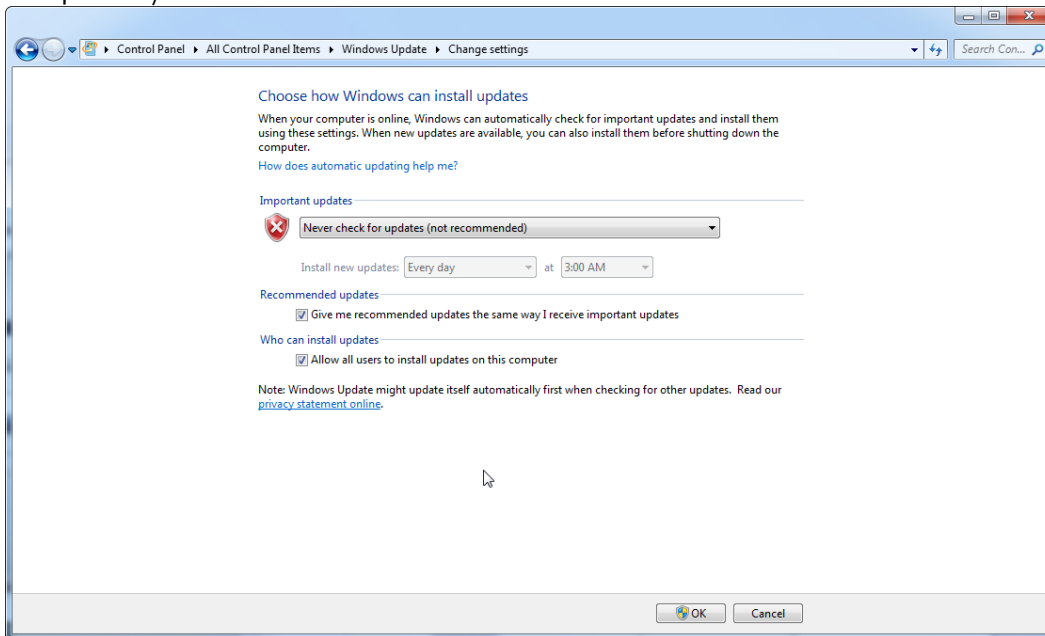 Control Panel ▸ All Control Panel Items ▸ Windows Update ▸ Change settings
Search Con...
Choose how Windows can install updates
When your computer is online, Windows can automatically check for important updates and install them
using these settings. When new updates are available, you can also install them before shutting down the
computer.
How does automatic updating help me?
Important updates
Never check for updates (not recommended)
Install new updates: Every day at 3:00 AM
Recommended updates
Give me recommended updates the same way I receive important updates
Who can install updates
Allow all users to install updates on this computer
Note: Windows Update might update itself automatically first when checking for other updates. Read our
privacy statement online.
OK Cancel